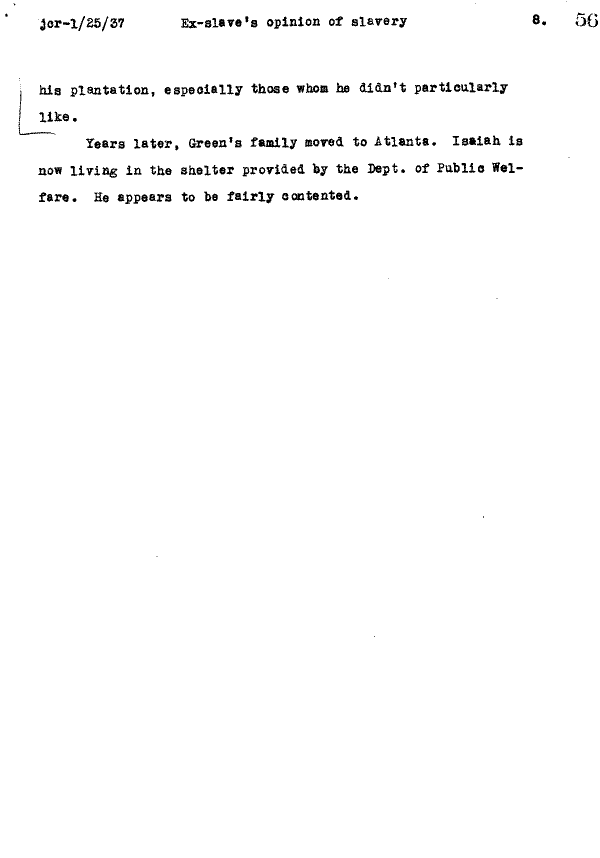 jcr-1/25/37 Ex-slave's opinion of slavery 8. 56
his plantation, especially those whom he didn't particularly
like.
Years later, Green's family moved to Atlanta. Isaiah is
now living in the shelter provided by the Dept. of Public Wel-
fare. He appears to be fairly contented.